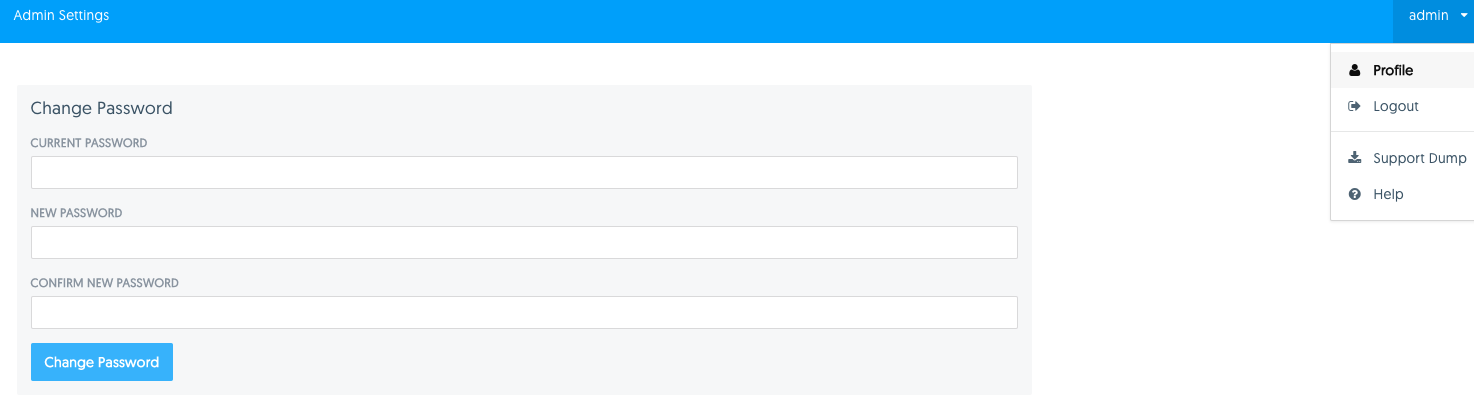 Admin Settings
admin
Profile
Logout
Support Dump
Help
Change Password
CURRENT PASSWORD
NEW PASSWORD
CONFIRM NEW PASSWORD
Change Password